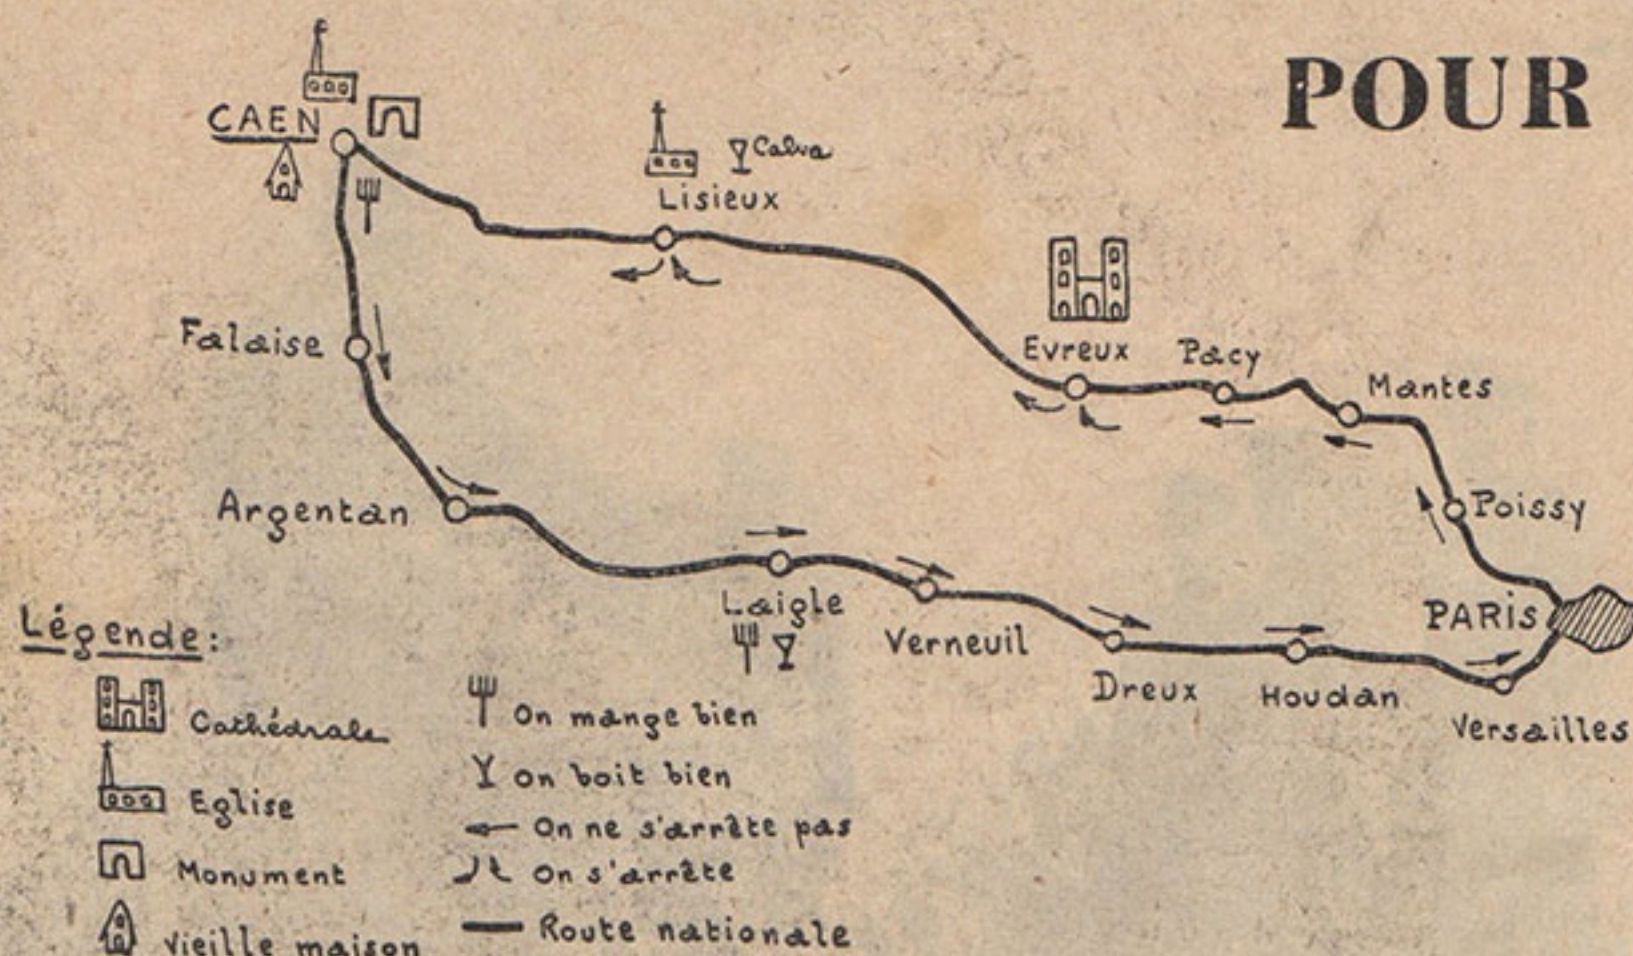 POUR
CAEN
Calva
Lisieux
Falaise
Evreux
Pacy
Mantes
Argentan
Poissy
Laigle
PARIS
Verneuil
Dreux
Houdan
Versailles
Légende:
Cathédrale
Eglise
Monument
Vieille maison
On mange bien
On boit bien
On ne s'arrête pas
On s'arrête
Route nationale